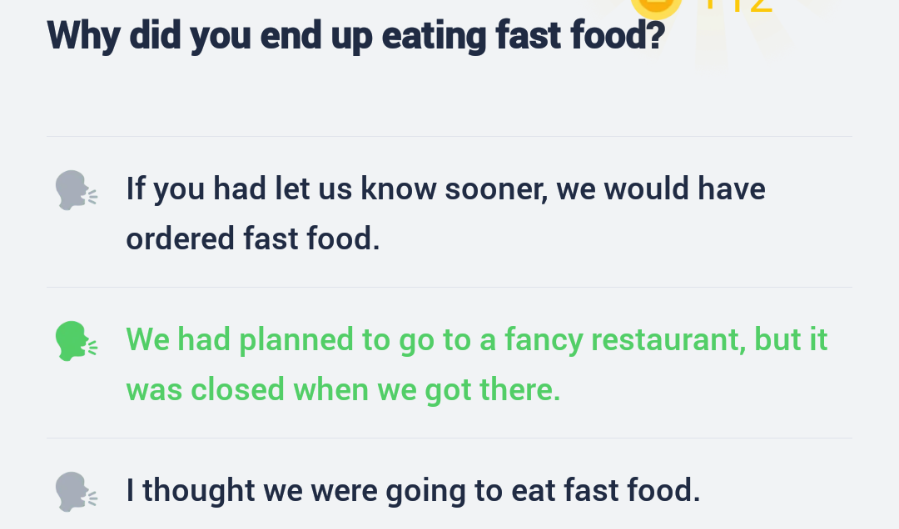 +12
Why did you end up eating fast food?
If you had let us know sooner, we would have
ordered fast food.
We had planned to go to a fancy restaurant, but it
was closed when we got there.
I thought we were going to eat fast food.